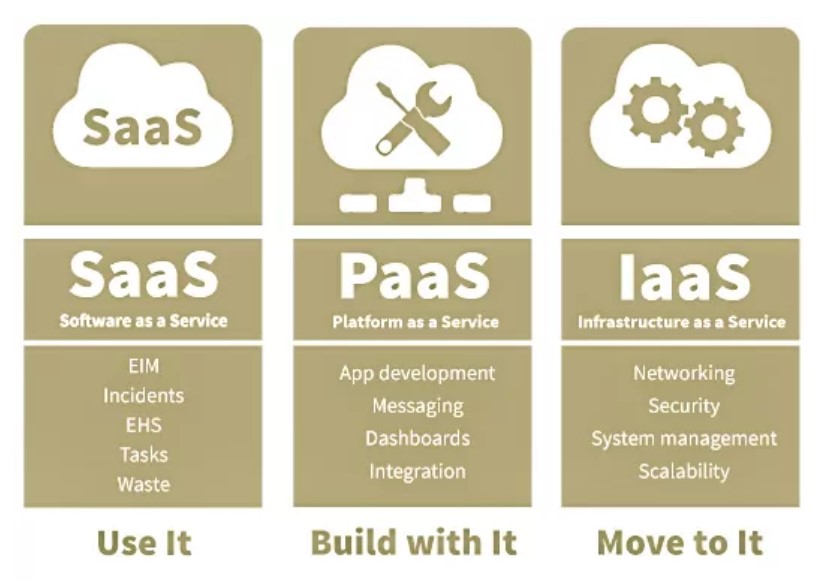 SaaS
SaaS
Software as a Service
EIM
Incidents
EHS
Tasks
Waste
Use It
PaaS
Platform as a Service
App development
Messaging
Dashboards
Integration
Build with It
IaaS
Infrastructure as a Service
Networking
Security
System management
Scalability
Move to It